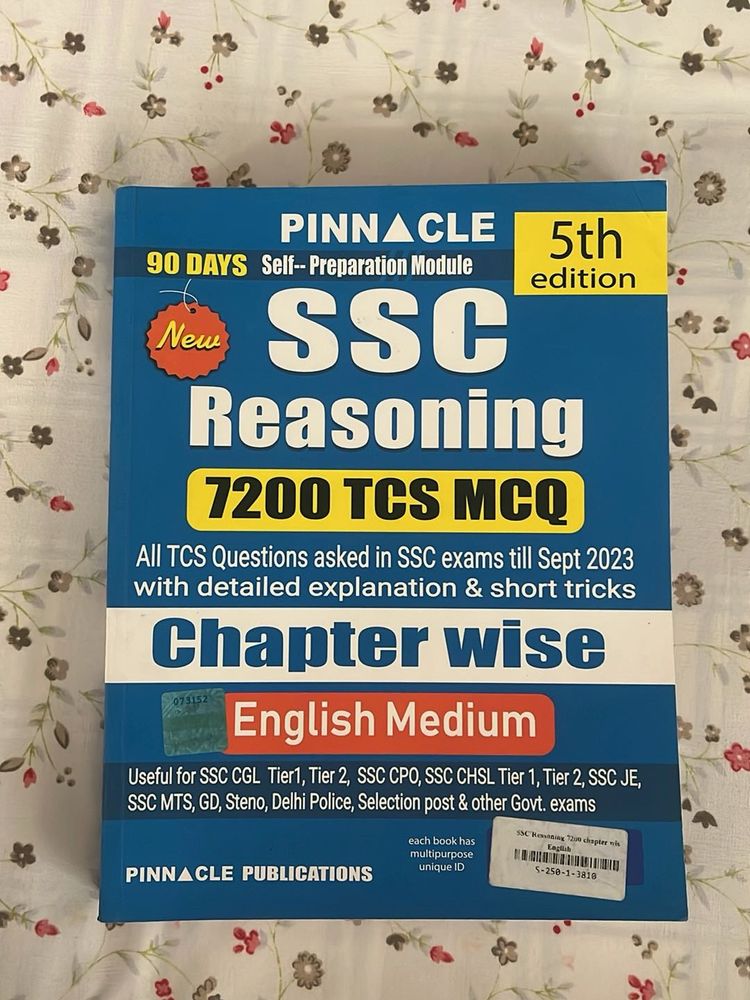 PINNACLE
5th
edition
90 DAYS Self-- Preparation Module
New
SSC
Reasoning
7200 TCS MCQ
All TCS Questions asked in SSC exams till Sept 2023
with detailed explanation & short tricks
Chapter wise
073152
English Medium
Useful for SSC CGL Tier1, Tier 2, SSC CPO, SSC CHSL Tier 1, Tier 2, SSC JE,
SSC MTS, GD, Steno, Delhi Police, Selection post & other Govt. exams
each book has
multipurpose
unique ID
SSC Reasoning 7200 chapter wis
English
S-250-1-3810
PINNACLE PUBLICATIONS